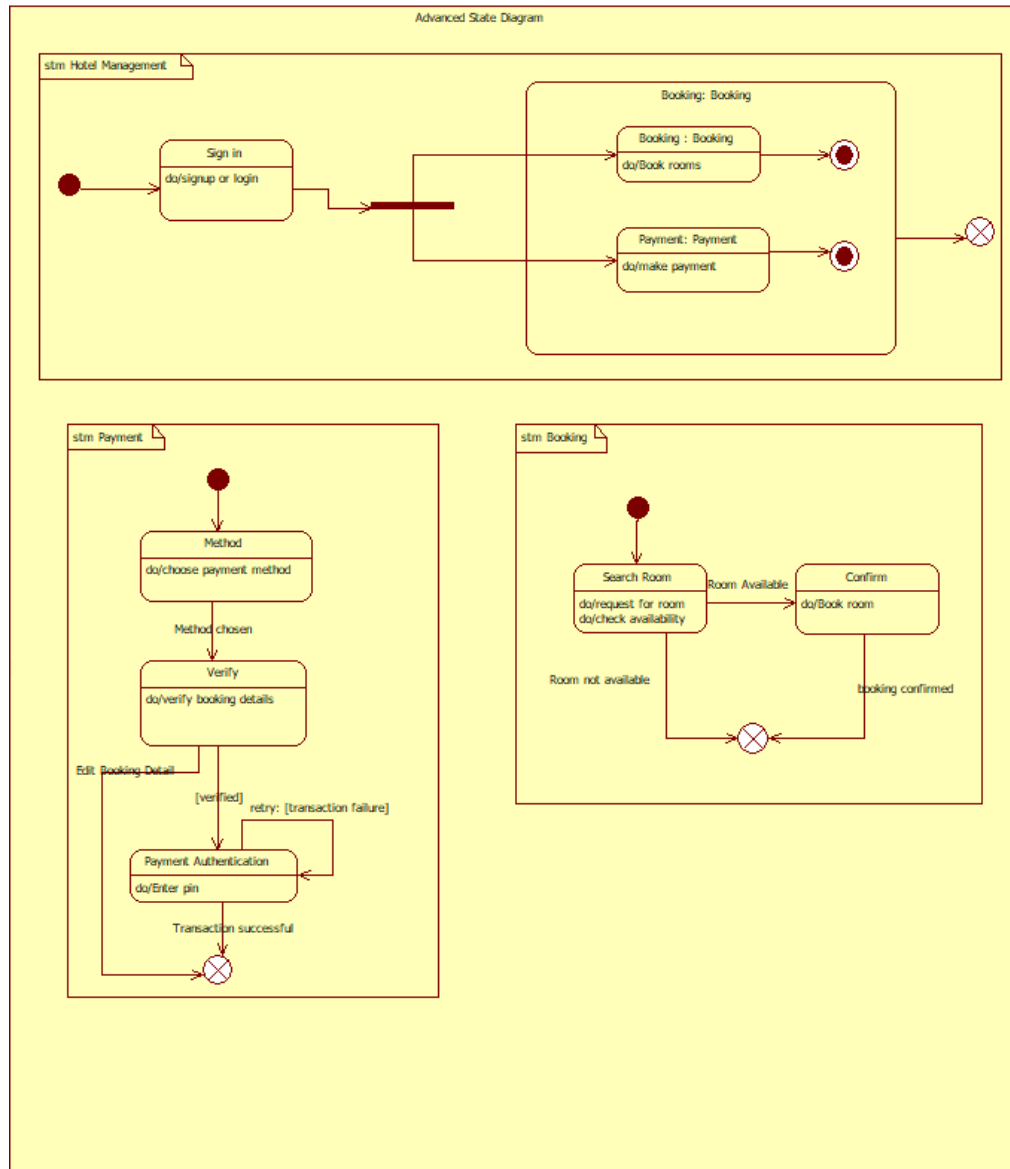 Advanced State Diagram
stm Hotel Management
Booking: Booking
Sign in
do/signup or login
Booking : Booking
do/Book rooms
Payment: Payment
do/make payment
stm Payment
Method
do/choose payment method
Method chosen
Verify
do/verify booking details
Edit Booking Detail
[verified]
retry: [transaction failure]
Payment Authentication
do/Enter pin
Transaction successful
stm Booking
Search Room
do/request for room
do/check availability
Room Available
Confirm
do/Book room
Room not available
booking confirmed